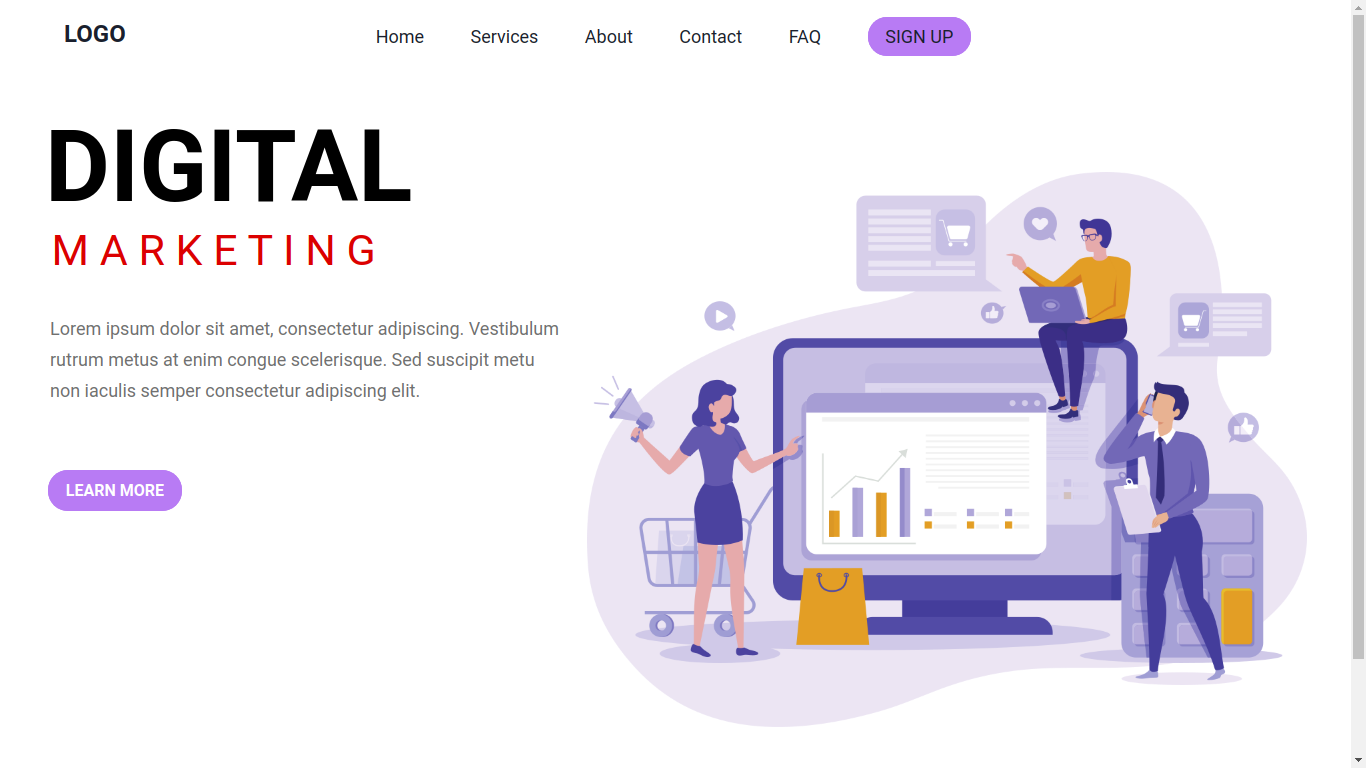 LOGO
Home Services About Contact FAQ SIGN UP
DIGITAL
MARKETING
Lorem ipsum dolor sit amet, consectetur adipiscing. Vestibulum
rutrum metus at enim congue scelerisque. Sed suscipit metu
non iaculis semper consectetur adipiscing elit.
LEARN MORE